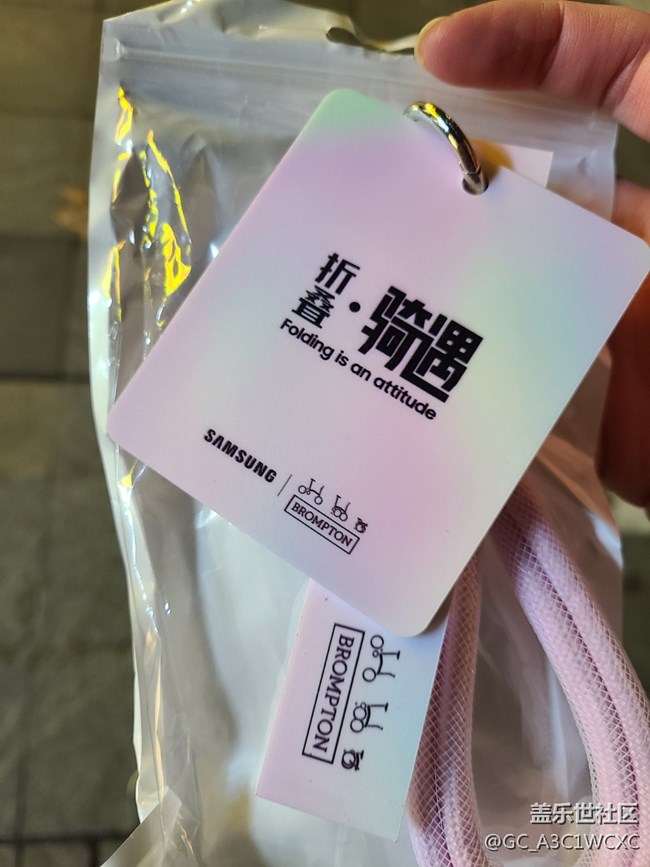 折叠·骑遇
Folding is an attitude
SAMSUNG
BROMPTON
BROMPTON
盖乐世社区
@GC_A3C1WCXC